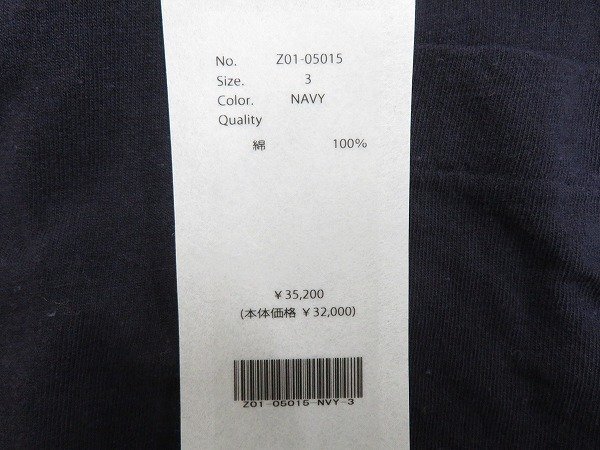 No. Z01-05015
Size. 3
Color. NAVY
Quality
綿 100%
¥35,200
(本体価格 ¥32,000)
Z01-05015-NVY-3